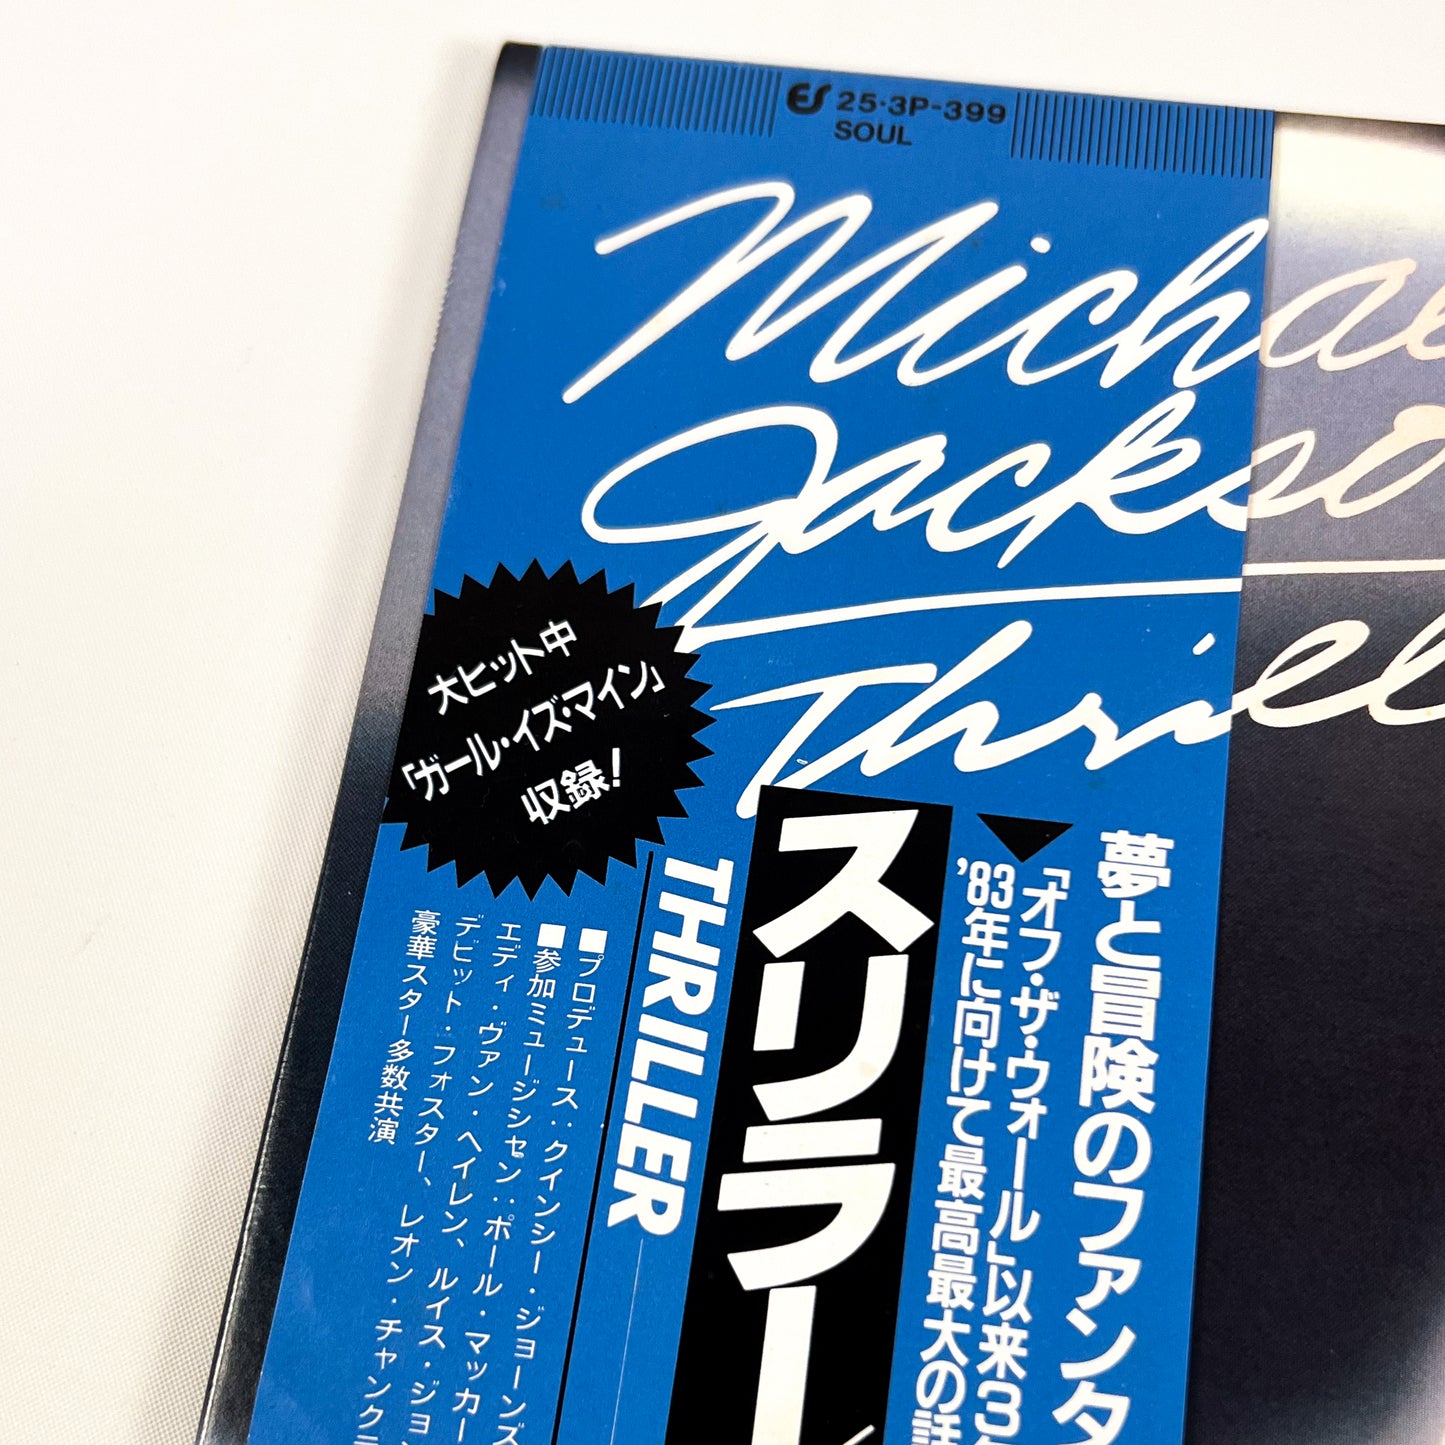 ES 25・3P-399
SOUL
Michae
Jackso
Thrill
大ヒット中
「ガール・イズ・マイン」
収録！
夢と冒険のファンタ
「オフ・ザ・ウォール」以来3年
'83年に向けて最高最大の話
スリラー
THRILLER
■プロデュース：クインシー・ジョーンズ
■参加ミュージシセン：ポール・マッカー
エディ・ヴァン・ヘイレン、ルイス・ジョン
デビット・フォスター、レオン・チャンクラ
豪華スター多数共演